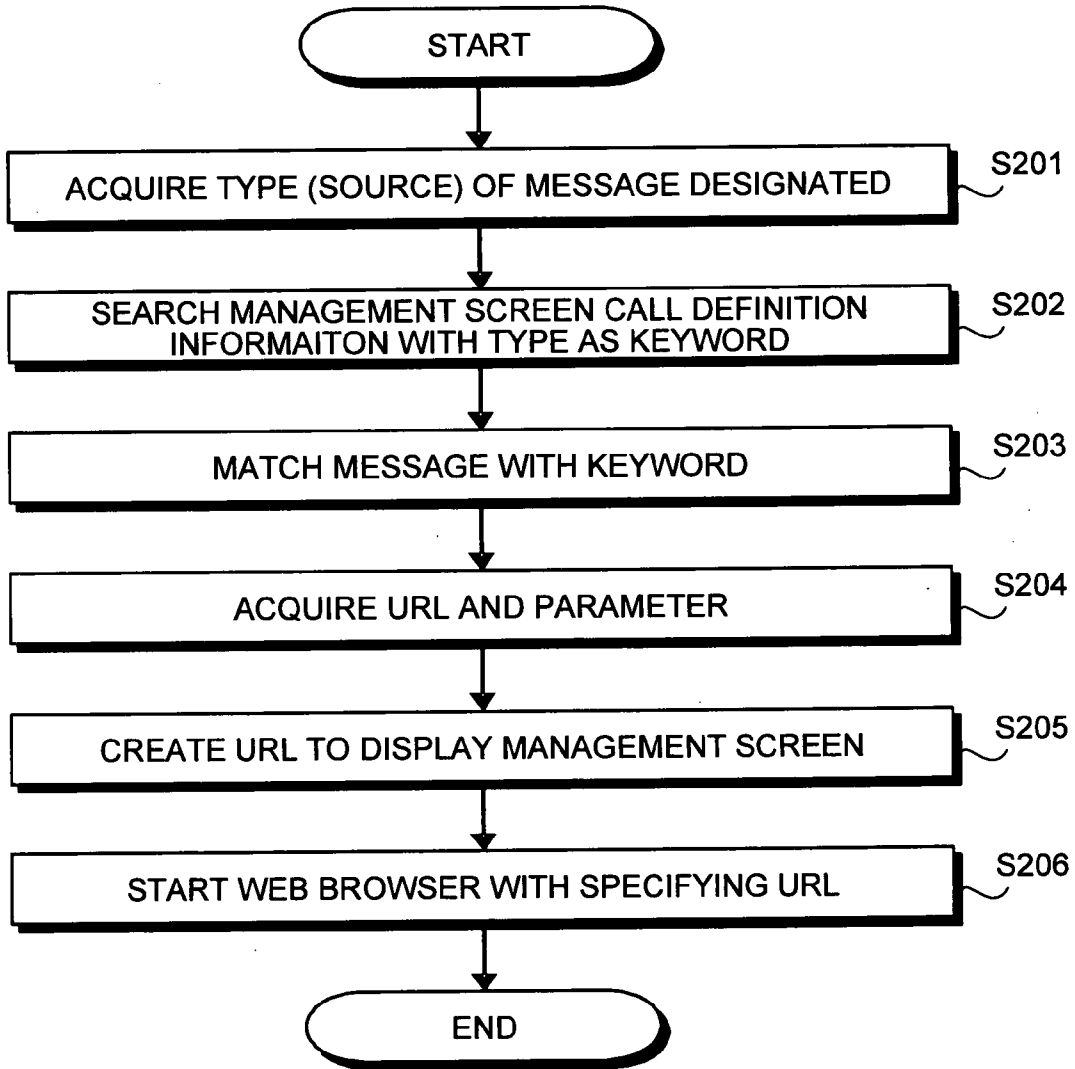 START
ACQUIRE TYPE (SOURCE) OF MESSAGE DESIGNATED
S201
SEARCH MANAGEMENT SCREEN CALL DEFINITION
INFORMAITON WITH TYPE AS KEYWORD
S202
MATCH MESSAGE WITH KEYWORD
S203
ACQUIRE URL AND PARAMETER
S204
CREATE URL TO DISPLAY MANAGEMENT SCREEN
S205
START WEB BROWSER WITH SPECIFYING URL
S206
END